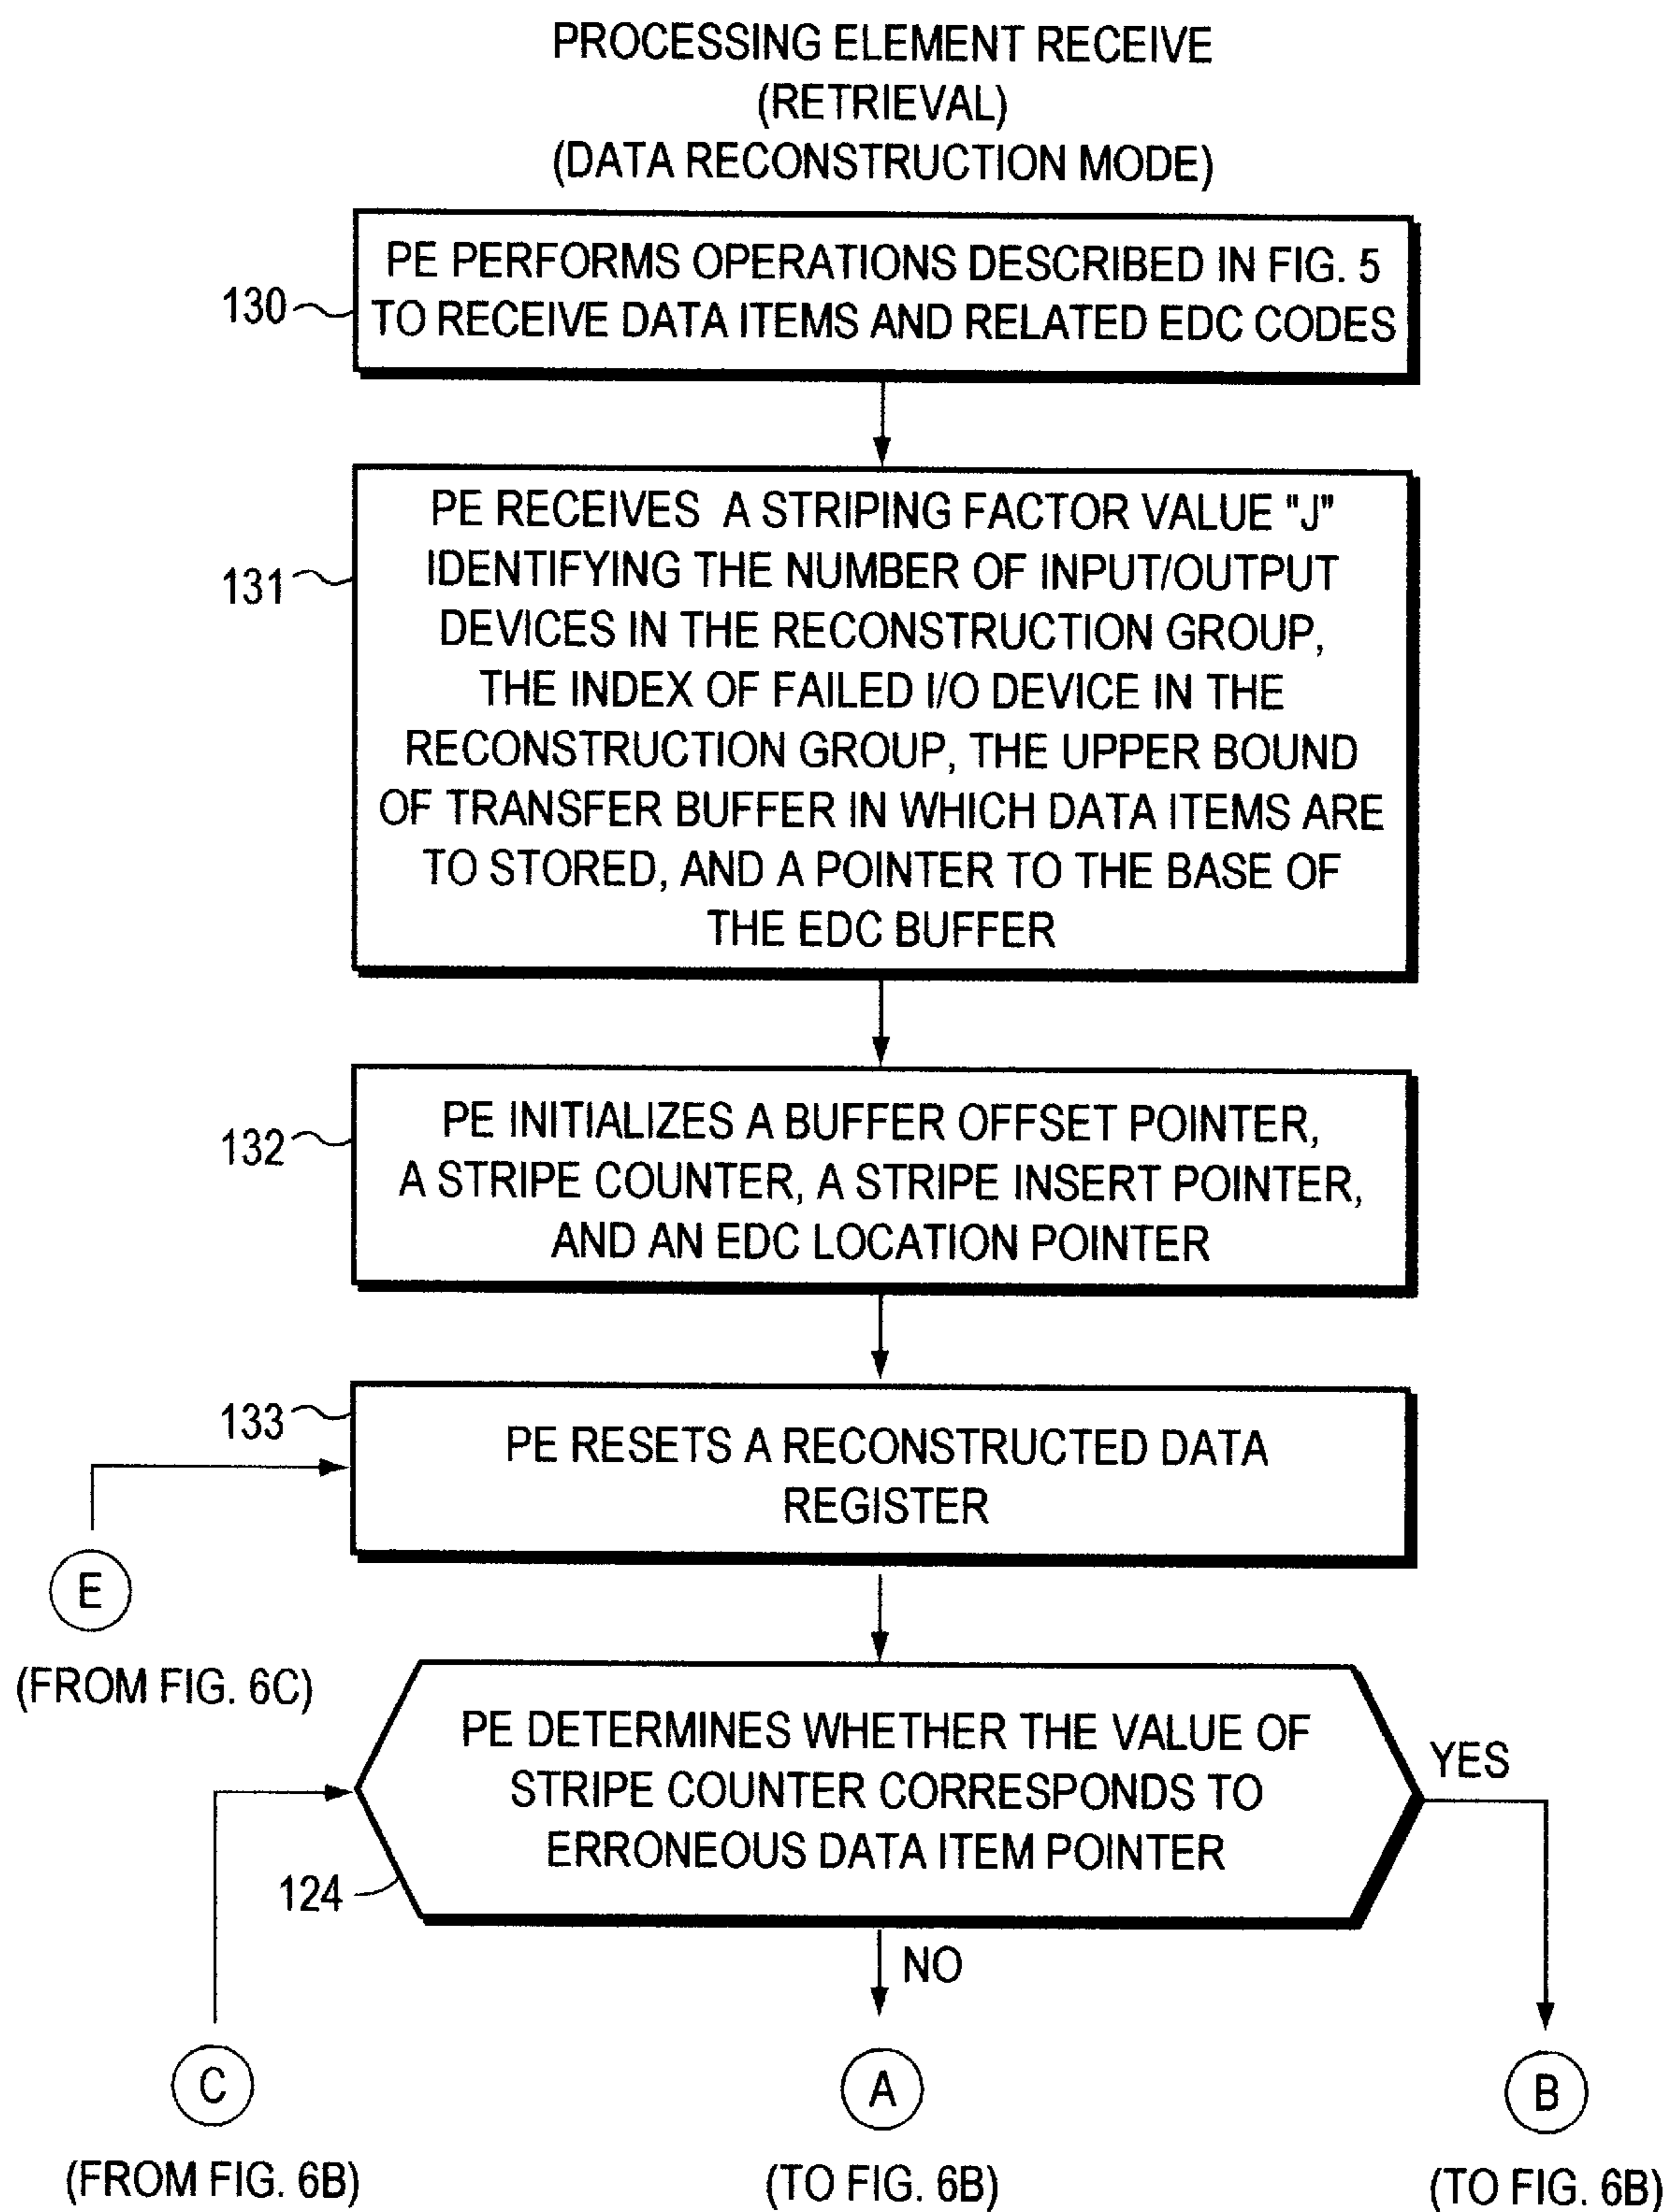 PROCESSING ELEMENT RECEIVE
(RETRIEVAL)
(DATA RECONSTRUCTION MODE)
130
PE PERFORMS OPERATIONS DESCRIBED IN FIG. 5
TO RECEIVE DATA ITEMS AND RELATED EDC CODES
131
PE RECEIVES A STRIPING FACTOR VALUE "J"
IDENTIFYING THE NUMBER OF INPUT/OUTPUT
DEVICES IN THE RECONSTRUCTION GROUP,
THE INDEX OF FAILED I/O DEVICE IN THE
RECONSTRUCTION GROUP, THE UPPER BOUND
OF TRANSFER BUFFER IN WHICH DATA ITEMS ARE
TO STORED, AND A POINTER TO THE BASE OF
THE EDC BUFFER
132
PE INITIALIZES A BUFFER OFFSET POINTER,
A STRIPE COUNTER, A STRIPE INSERT POINTER,
AND AN EDC LOCATION POINTER
133
PE RESETS A RECONSTRUCTED DATA
REGISTER
E
(FROM FIG. 6C)
PE DETERMINES WHETHER THE VALUE OF
STRIPE COUNTER CORRESPONDS TO
ERRONEOUS DATA ITEM POINTER
124
YES
NO
C
A
B
(FROM FIG. 6B)
(TO FIG. 6B)
(TO FIG. 6B)